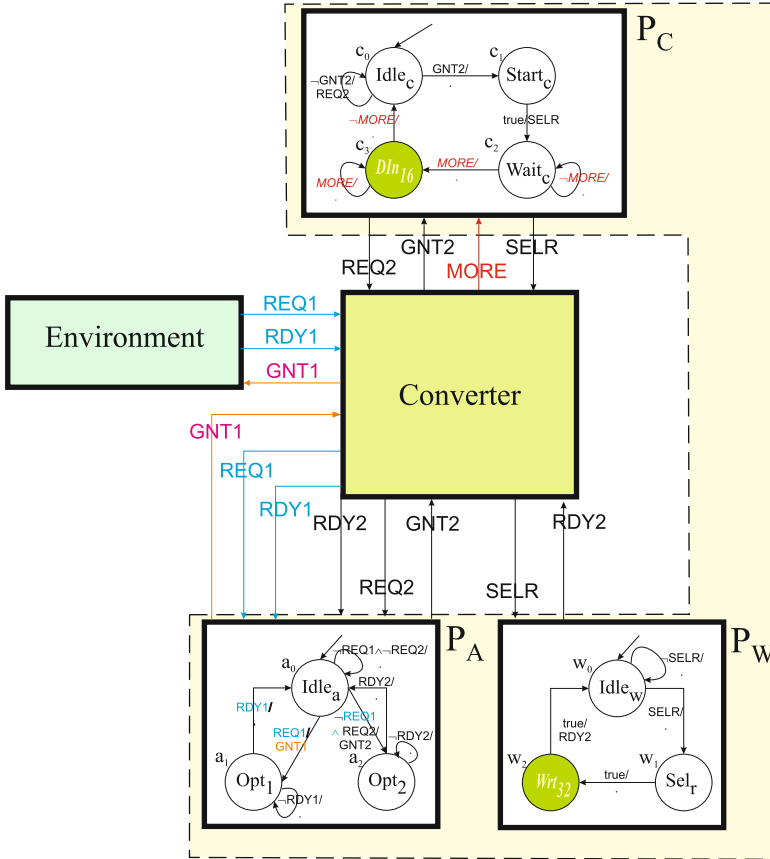 P_C
c_0
c_1
Idle_c
GNT2/
.
Start_c
¬GNT2/
REQ2
¬MORE/
.
true/SELR
c_3
c_2
DIn_16
MORE/
.
Wait_c
MORE/
.
¬MORE/
.
REQ2
GNT2
MORE
SELR
Environment
REQ1
RDY1
GNT1
Converter
GNT1
REQ1
RDY1
RDY2
REQ2
GNT2
SELR
RDY2
P_A
a_0
¬REQ1∧¬REQ2/
.
Idle_a
RDY2/
.
RDY1/
.
REQ1/
GNT1
¬REQ1
∧ REQ2/
GNT2
a_1
a_2
¬RDY2/
.
Opt_1
Opt_2
¬RDY1/
.
P_W
w_0
¬SELR/
.
Idle_w
SELR/
.
true/
RDY2
w_2
w_1
Wrt_32
true/
.
Sel_r